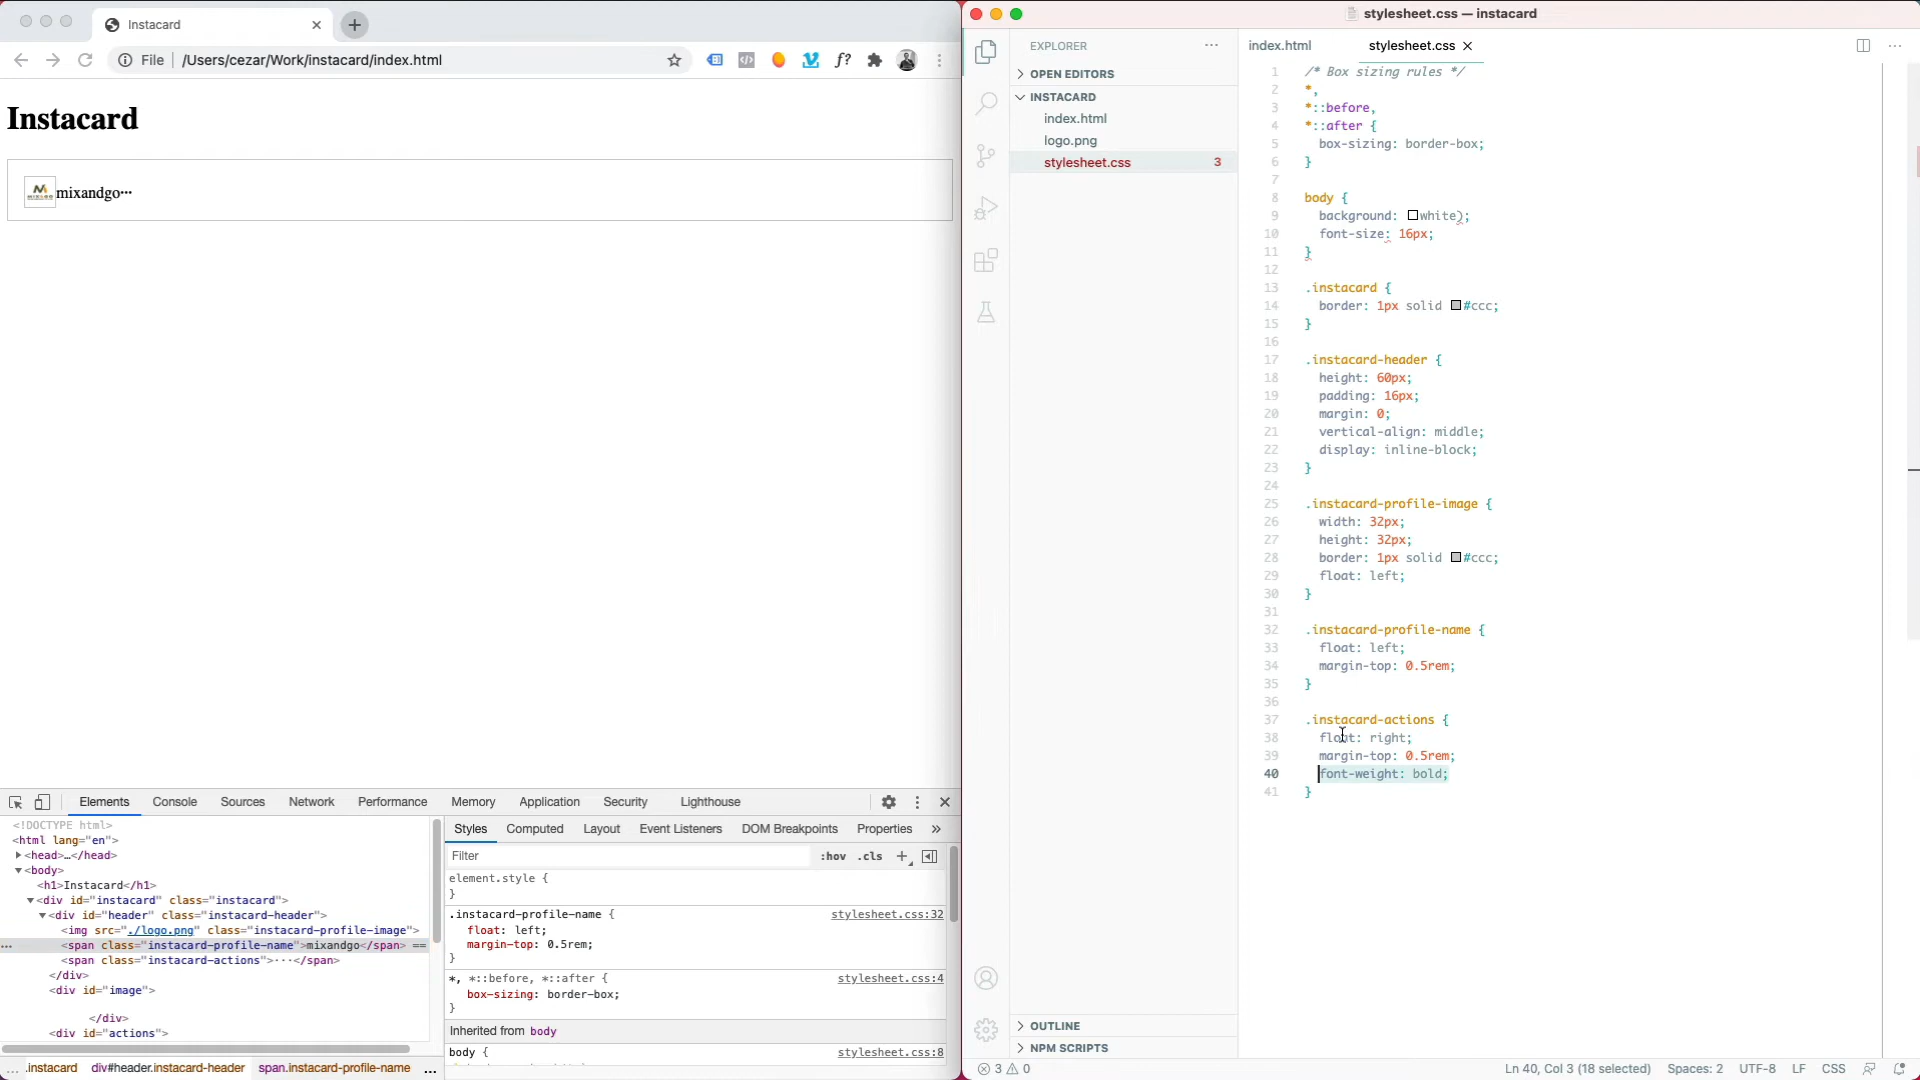 Instacard
File
/Users/cezar/Work/instacard/index.html
f?
Instacard
mixandgo···
Elements
Console
Sources
Network
Performance
Memory
Application
Security
Lighthouse
<!DOCTYPE html>
<html lang="en">
<head>…</head>
<body>
<h1>Instacard</h1>
<div id="instacard" class="instacard">
<div id="header" class="instacard-header">
<img src="./logo.png" class="instacard-profile-image">
… <span class="instacard-profile-name">mixandgo</span> ==
<span class="instacard-actions">···</span>
</div>
<div id="image">
</div>
<div id="actions">
… .instacard
div#header.instacard-header
span.instacard-profile-name
…
Styles
Computed
Layout
Event Listeners
DOM Breakpoints
Properties
»
Filter
:hov .cls +
element.style {
}
.instacard-profile-name {
stylesheet.css:32
float: left;
margin-top: 0.5rem;
}
*, *::before, *::after {
stylesheet.css:4
box-sizing: border-box;
}
Inherited from body
body {
stylesheet.css:8
stylesheet.css — instacard
EXPLORER
OPEN EDITORS
INSTACARD
index.html
logo.png
stylesheet.css 3
OUTLINE
NPM SCRIPTS
index.html
stylesheet.css
1 /* Box sizing rules */
2 *,
3 *::before,
4 *::after {
5 box-sizing: border-box;
6 }
7
8 body {
9 background: white);
10 font-size: 16px;
11 }
12
13 .instacard {
14 border: 1px solid #ccc;
15 }
16
17 .instacard-header {
18 height: 60px;
19 padding: 16px;
20 margin: 0;
21 vertical-align: middle;
22 display: inline-block;
23 }
24
25 .instacard-profile-image {
26 width: 32px;
27 height: 32px;
28 border: 1px solid #ccc;
29 float: left;
30 }
31
32 .instacard-profile-name {
33 float: left;
34 margin-top: 0.5rem;
35 }
36
37 .instacard-actions {
38 float: right;
39 margin-top: 0.5rem;
40 font-weight: bold;
41 }
3 0
Ln 40, Col 3 (18 selected)
Spaces: 2
UTF-8
LF
CSS